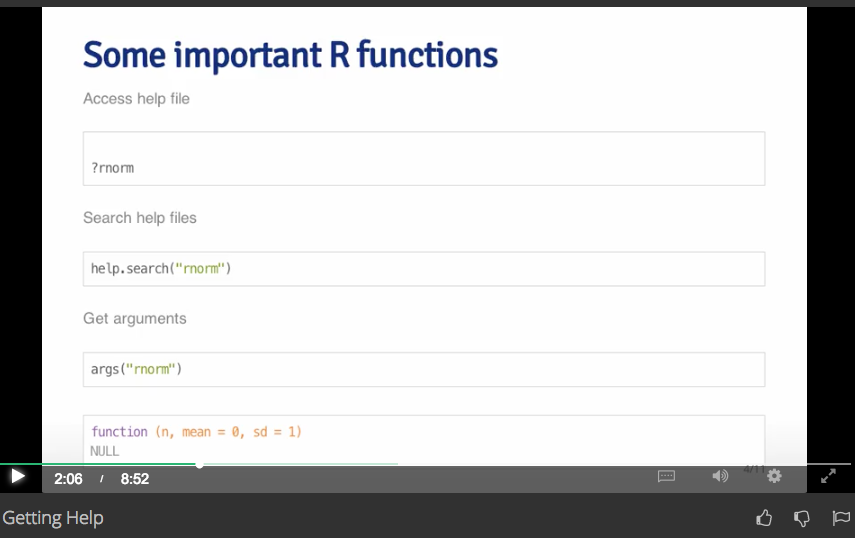 Some important R functions
Access help file
?rnorm
Search help files
help.search("rnorm")
Get arguments
args("rnorm")
function (n, mean = 0, sd = 1)
NULL
4/11
2:06 / 8:52
Getting Help